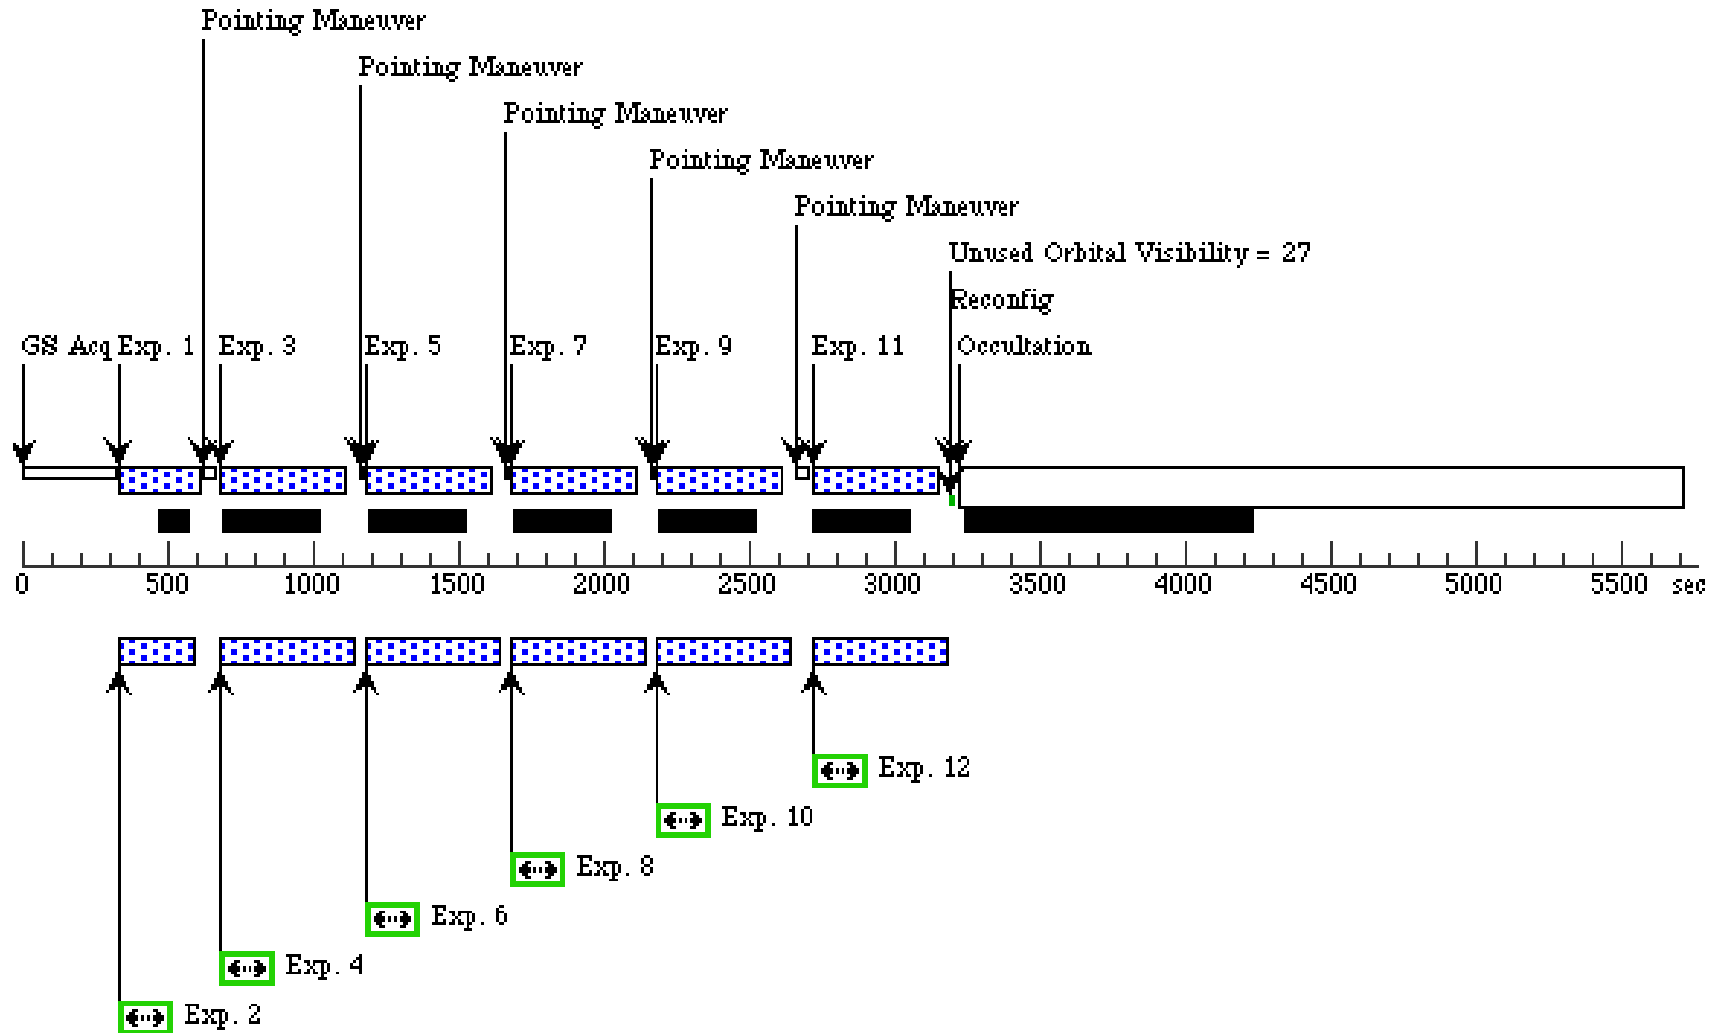 Pointing Maneuver
Pointing Maneuver
Pointing Maneuver
Pointing Maneuver
Pointing Maneuver
Unused Orbital Visibility = 27
Reconfig
GS Acq Exp. 1 Exp. 3 Exp. 5 Exp. 7 Exp. 9 Exp. 11 Occultation
0 500 1000 1500 2000 2500 3000 3500 4000 4500 5000 5500 sec
Exp. 12
Exp. 10
Exp. 8
Exp. 6
Exp. 4
Exp. 2